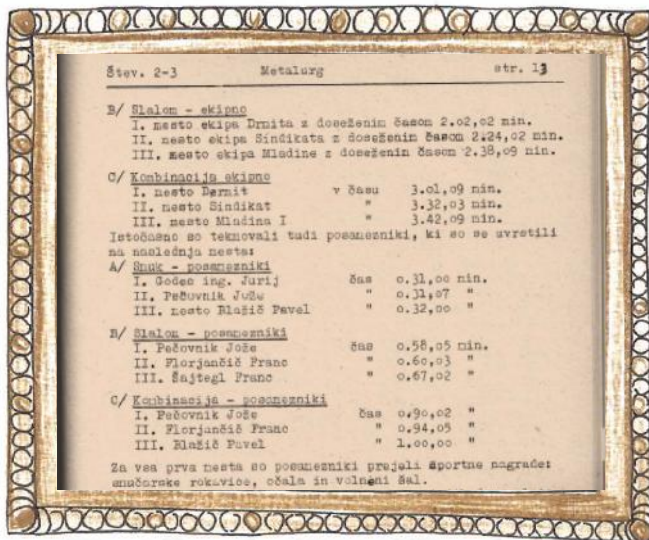 Štev. 2-3 Metalurg str. 13
B/ Slalom - ekipno
I. mesto ekipa Drmita z doseženim časom 2.02,02 min.
II. mesto ekipa Sindikata z doseženim časom 2.24,02 min.
III. mesto ekipa Mladine z doseženim časom 2.38,09 min.
C/ Kombinacija ekipno
I. mesto Dermit v času 3.01,09 min.
II. mesto Sindikat " 3.32,03 min.
III. mesto Mladina I " 3.42,09 min.
Istočasno so tekmovali tudi posamezniki, ki so se uvrstili
na naslednja mesta:
A/ Smuk - posamezniki
I. Godec ing. Jurij čas 0.31,00 min.
II. Pečovnik Jože " 0.31,07 "
III. mesto Blažič Pavel " 0.32,00 "
B/ Slalom - posamezniki
I. Pečovnik Jože čas 0.58,05 min.
II. Florjančič Franc " 0.60,03 "
III. Šajtegl Franc " 0.67,02 "
C/ Kombinacija - posamezniki
I. Pečovnik Jože čas 0.90,02 "
II. Florjančič Franc " 0.94,05 "
III. Blažič Pavel " 1.00,00 "
Za vsa prva mesta so posamezniki prejeli športne nagrade:
smučarske rokavice, očala in volneni šal.